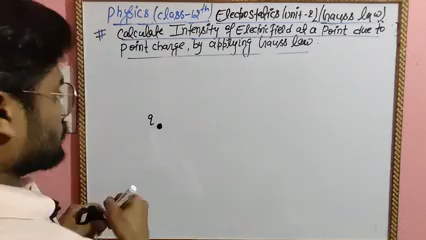 Physics (class-12th) Electrostatics (Unit-2) (Gauss law)
# Calculate Intensity of Electric field at a Point due to
point charge, by applying Gauss law.
q